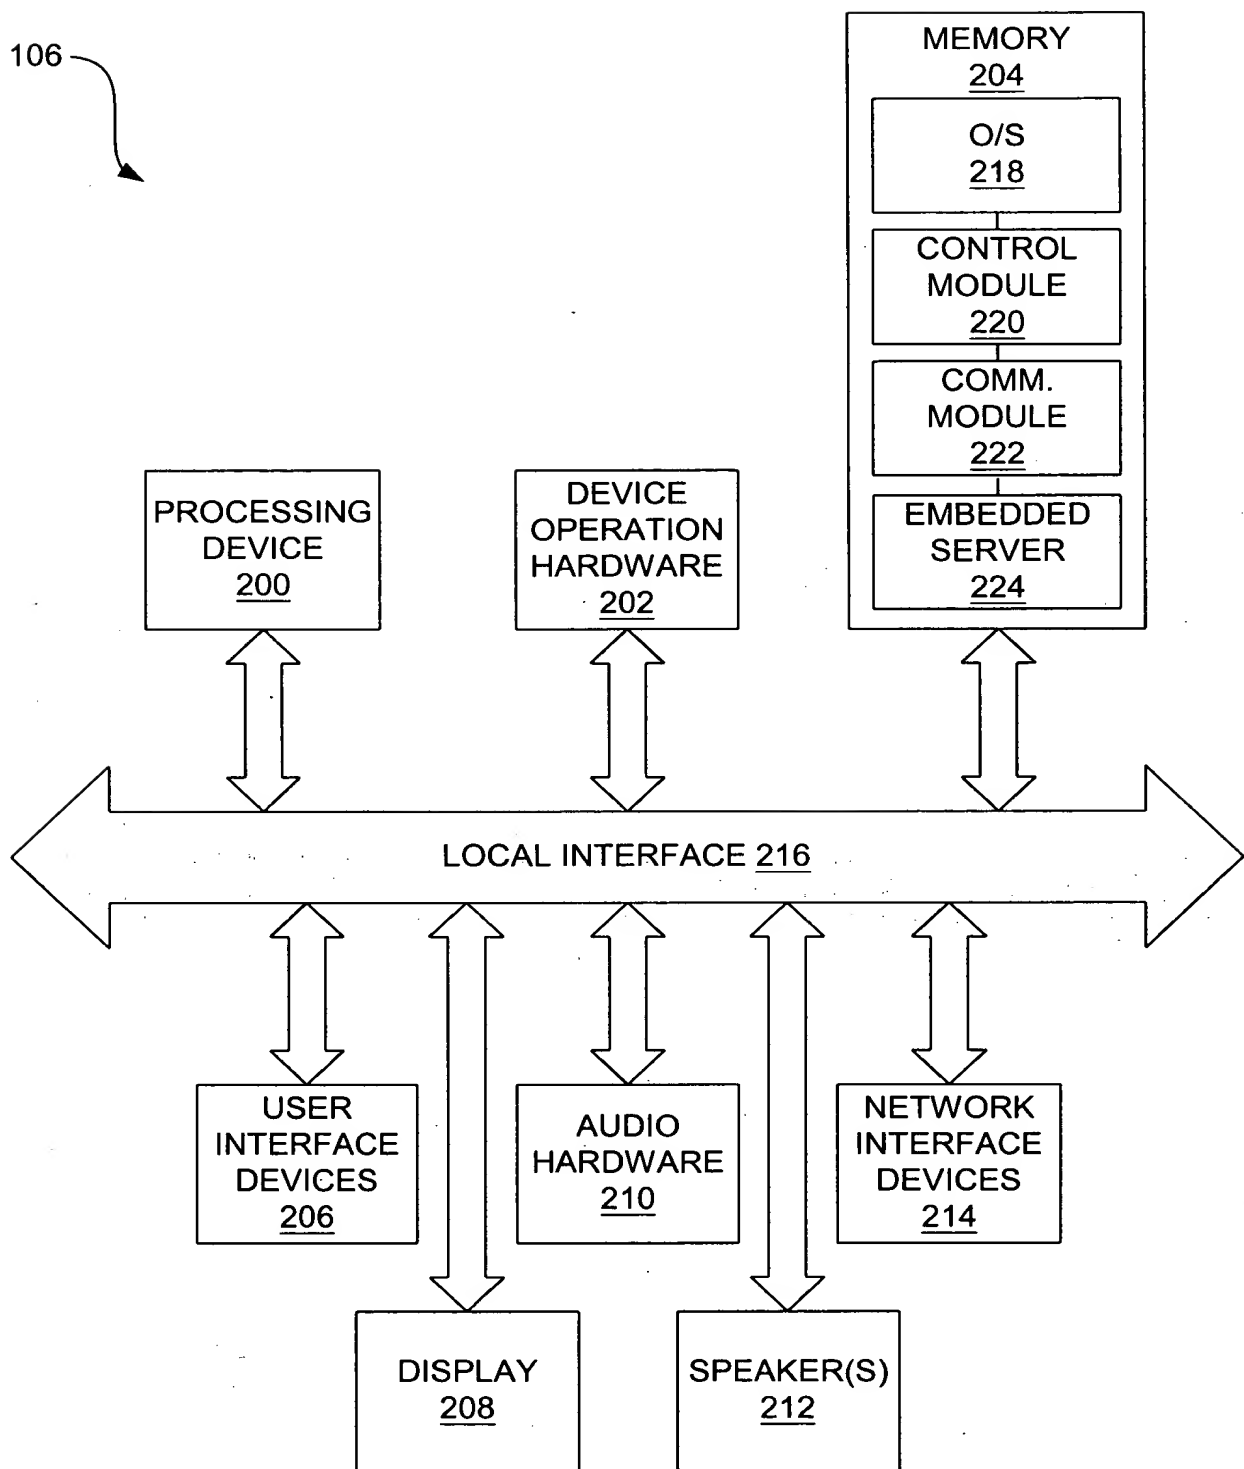 106
MEMORY
204
O/S
218
CONTROL
MODULE
220
COMM.
MODULE
222
EMBEDDED
SERVER
224
PROCESSING
DEVICE
200
DEVICE
OPERATION
HARDWARE
202
LOCAL INTERFACE 216
USER
INTERFACE
DEVICES
206
AUDIO
HARDWARE
210
NETWORK
INTERFACE
DEVICES
214
DISPLAY
208
SPEAKER(S)
212